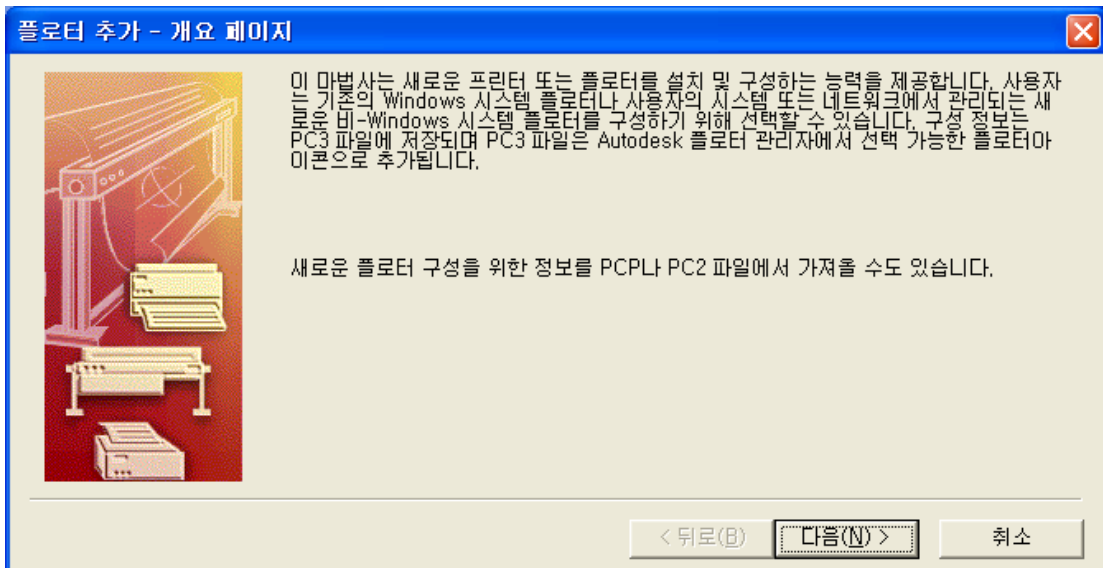 플로터 추가 - 개요 페이지
이 마법사는 새로운 프린터 또는 플로터를 설치 및 구성하는 능력을 제공합니다. 사용자
는 기존의 Windows 시스템 플로터나 사용자의 시스템 또는 네트워크에서 관리되는 새
로운 비-Windows 시스템 플로터를 구성하기 위해 선택할 수 있습니다. 구성 정보는
PC3 파일에 저장되며 PC3 파일은 Autodesk 플로터 관리자에서 선택 가능한 플로터아
이콘으로 추가됩니다.
새로운 플로터 구성을 위한 정보를 PCP나 PC2 파일에서 가져올 수도 있습니다.
< 뒤로(B) 다음(N) > 취소